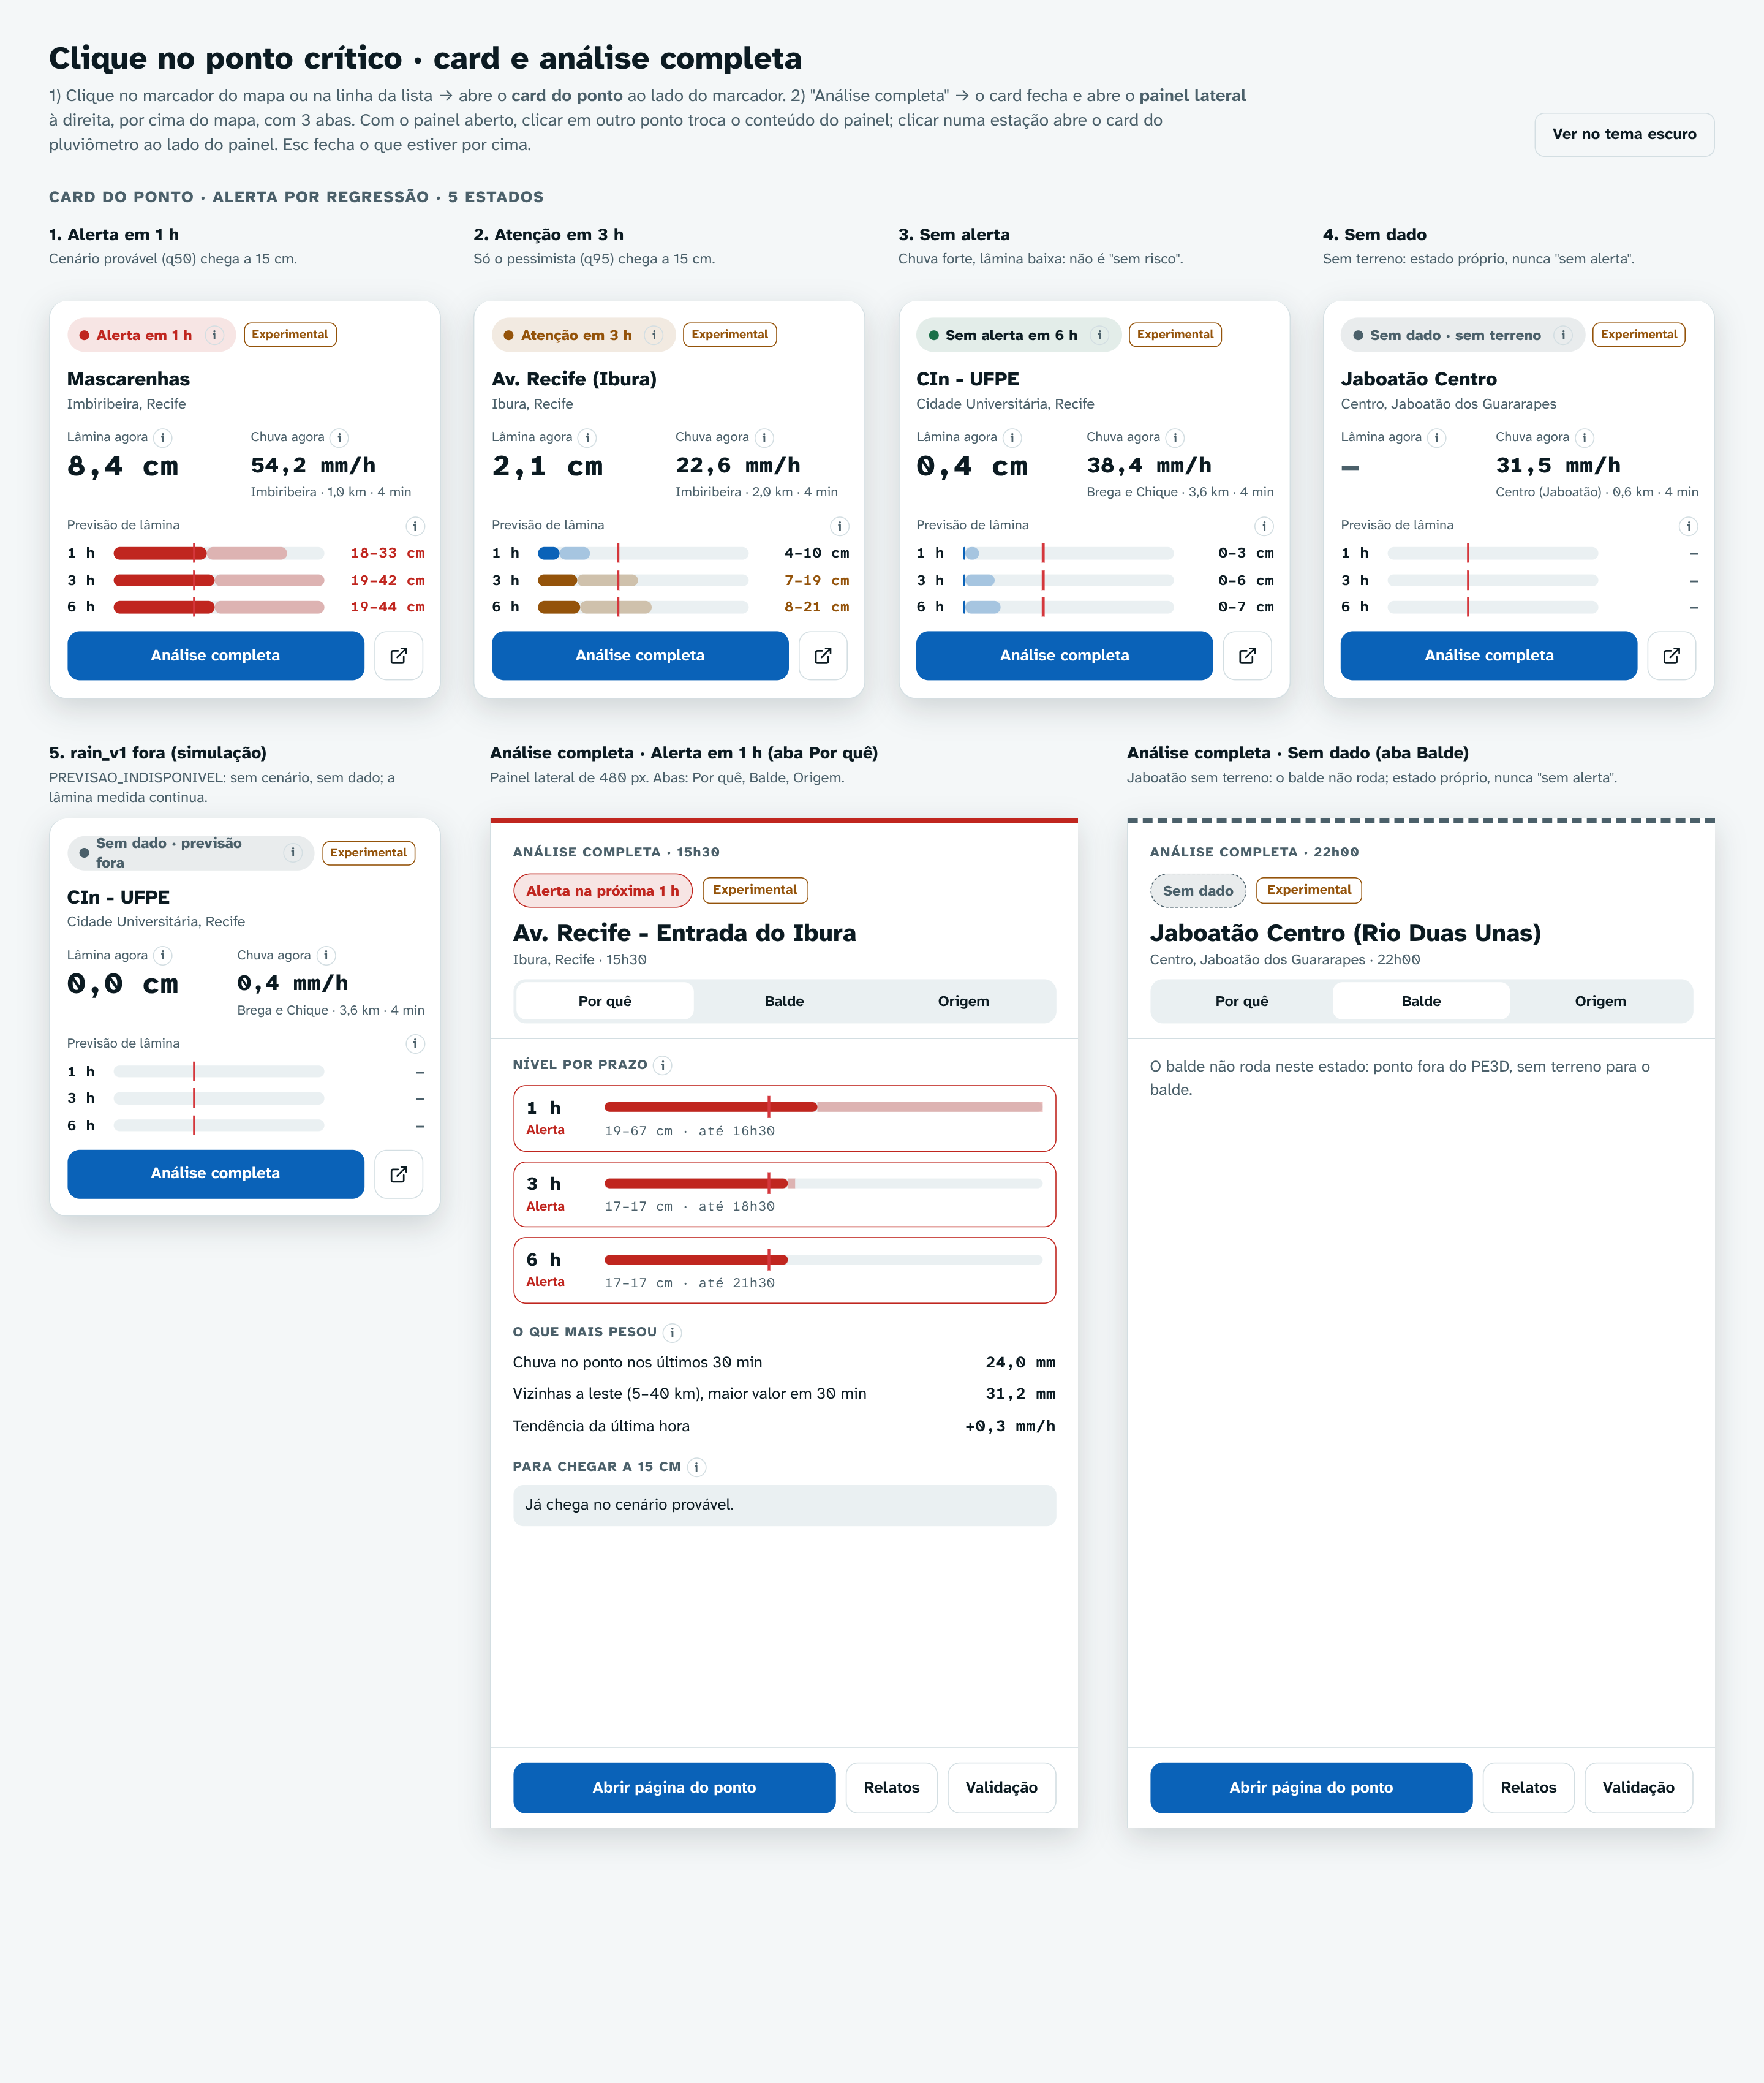 Clique no ponto crítico · card e análise completa
1) Clique no marcador do mapa ou na linha da lista → abre o card do ponto ao lado do marcador. 2) "Análise completa" → o card fecha e abre o painel lateral
à direita, por cima do mapa, com 3 abas. Com o painel aberto, clicar em outro ponto troca o conteúdo do painel; clicar numa estação abre o card do
pluviômetro ao lado do painel. Esc fecha o que estiver por cima.
Ver no tema escuro
CARD DO PONTO · ALERTA POR REGRESSÃO · 5 ESTADOS
1. Alerta em 1 h
Cenário provável (q50) chega a 15 cm.
Alerta em 1 h i Experimental
Mascarenhas
Imbiribeira, Recife
Lâmina agora i Chuva agora i
8,4 cm 54,2 mm/h
Imbiribeira · 1,0 km · 4 min
Previsão de lâmina i
1 h 18–33 cm
3 h 19–42 cm
6 h 19–44 cm
Análise completa
2. Atenção em 3 h
Só o pessimista (q95) chega a 15 cm.
Atenção em 3 h i Experimental
Av. Recife (Ibura)
Ibura, Recife
Lâmina agora i Chuva agora i
2,1 cm 22,6 mm/h
Imbiribeira · 2,0 km · 4 min
Previsão de lâmina i
1 h 4–10 cm
3 h 7–19 cm
6 h 8–21 cm
Análise completa
3. Sem alerta
Chuva forte, lâmina baixa: não é "sem risco".
Sem alerta em 6 h i Experimental
CIn - UFPE
Cidade Universitária, Recife
Lâmina agora i Chuva agora i
0,4 cm 38,4 mm/h
Brega e Chique · 3,6 km · 4 min
Previsão de lâmina i
1 h 0–3 cm
3 h 0–6 cm
6 h 0–7 cm
Análise completa
4. Sem dado
Sem terreno: estado próprio, nunca "sem alerta".
Sem dado · sem terreno i Experimental
Jaboatão Centro
Centro, Jaboatão dos Guararapes
Lâmina agora i Chuva agora i
— 31,5 mm/h
Centro (Jaboatão) · 0,6 km · 4 min
Previsão de lâmina i
1 h –
3 h –
6 h –
Análise completa
5. rain_v1 fora (simulação)
PREVISAO_INDISPONIVEL: sem cenário, sem dado; a
lâmina medida continua.
Sem dado · previsão
fora
i Experimental
CIn - UFPE
Cidade Universitária, Recife
Lâmina agora i Chuva agora i
0,0 cm 0,4 mm/h
Brega e Chique · 3,6 km · 4 min
Previsão de lâmina i
1 h –
3 h –
6 h –
Análise completa
Análise completa · Alerta em 1 h (aba Por quê)
Painel lateral de 480 px. Abas: Por quê, Balde, Origem.
ANÁLISE COMPLETA · 15h30
Alerta na próxima 1 h Experimental
Av. Recife - Entrada do Ibura
Ibura, Recife · 15h30
Por quê Balde Origem
NÍVEL POR PRAZO i
1 h
Alerta 19–67 cm · até 16h30
3 h
Alerta 17–17 cm · até 18h30
6 h
Alerta 17–17 cm · até 21h30
O QUE MAIS PESOU i
Chuva no ponto nos últimos 30 min 24,0 mm
Vizinhas a leste (5–40 km), maior valor em 30 min 31,2 mm
Tendência da última hora +0,3 mm/h
PARA CHEGAR A 15 CM i
Já chega no cenário provável.
Abrir página do ponto Relatos Validação
Análise completa · Sem dado (aba Balde)
Jaboatão sem terreno: o balde não roda; estado próprio, nunca "sem alerta".
ANÁLISE COMPLETA · 22h00
Sem dado Experimental
Jaboatão Centro (Rio Duas Unas)
Centro, Jaboatão dos Guararapes · 22h00
Por quê Balde Origem
O balde não roda neste estado: ponto fora do PE3D, sem terreno para o
balde.
Abrir página do ponto Relatos Validação